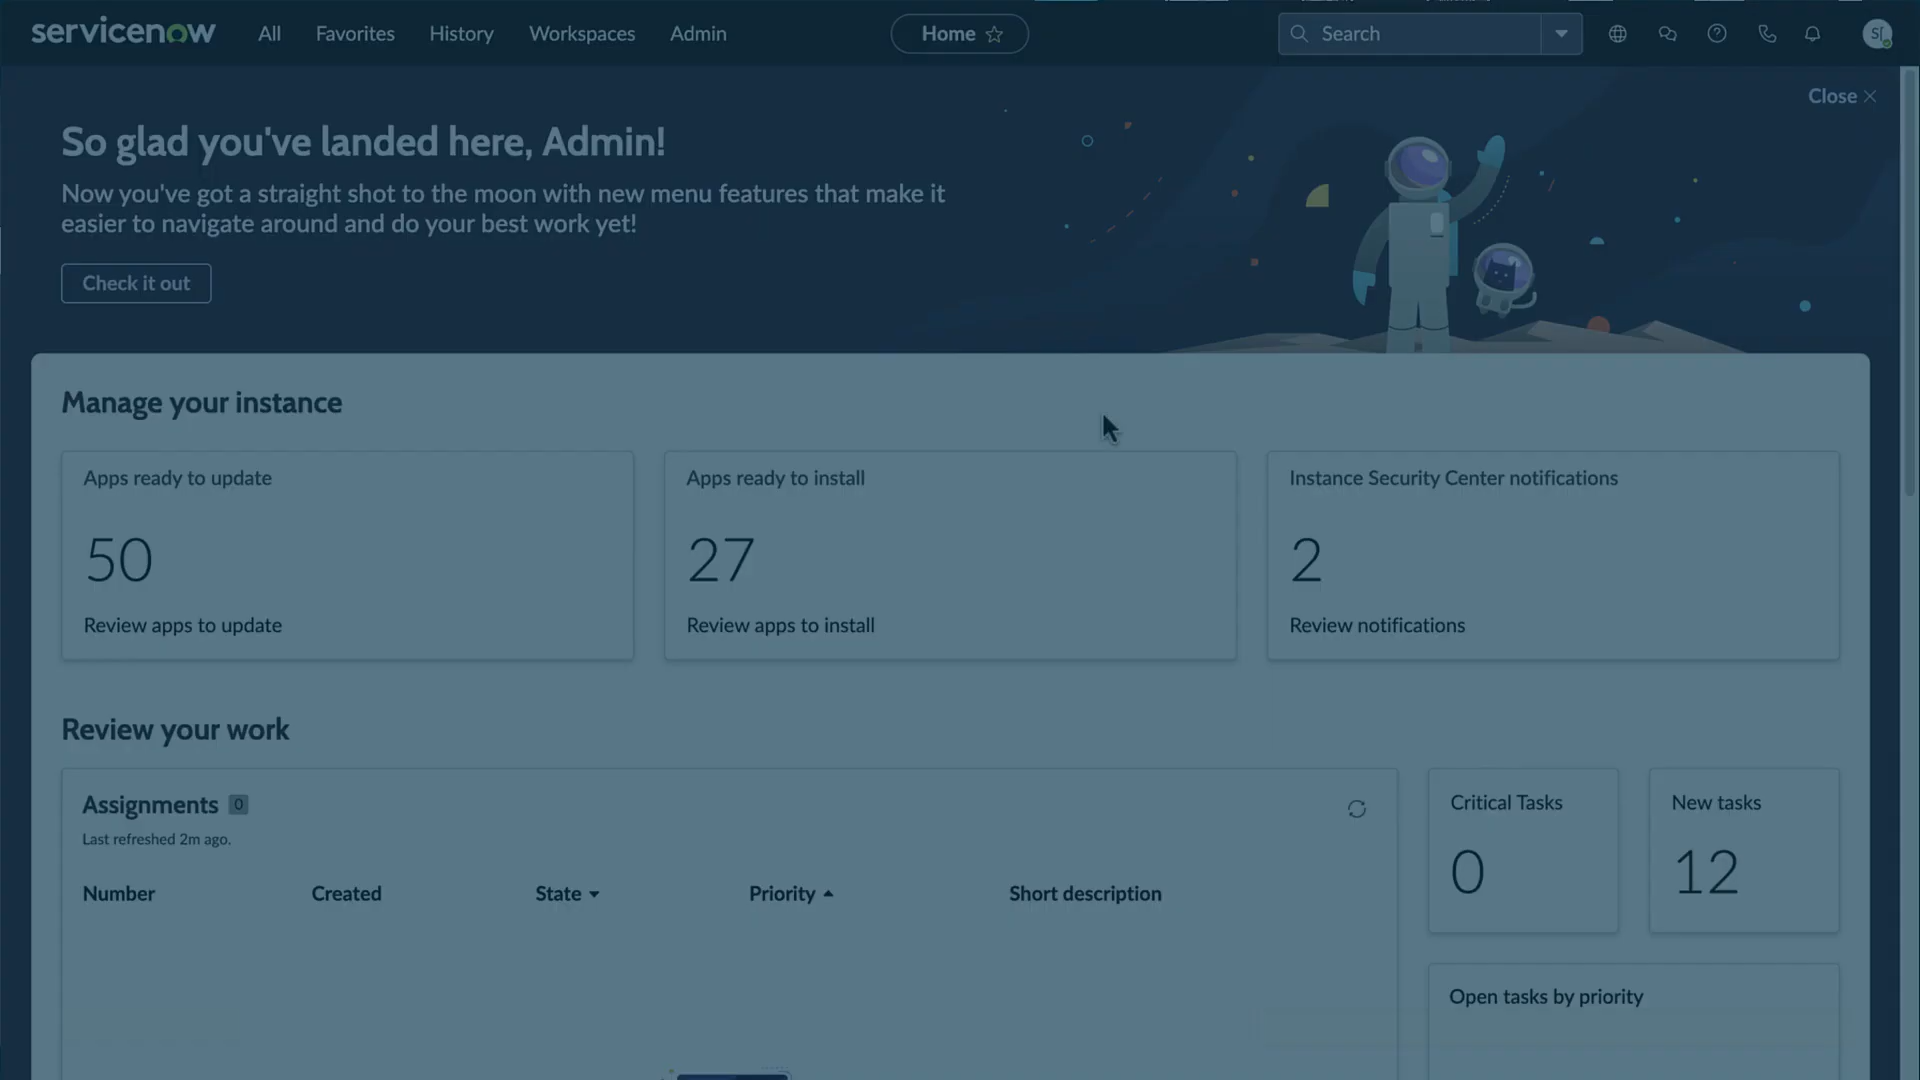 servicenow All Favorites History Workspaces Admin Home Search
Close
So glad you've landed here, Admin!
Now you've got a straight shot to the moon with new menu features that make it
easier to navigate around and do your best work yet!
Check it out
Manage your instance
Apps ready to update
50
Review apps to update
Apps ready to install
27
Review apps to install
Instance Security Center notifications
2
Review notifications
Review your work
Assignments 0
Last refreshed 2m ago.
Number Created State Priority Short description
Critical Tasks
0
New tasks
12
Open tasks by priority